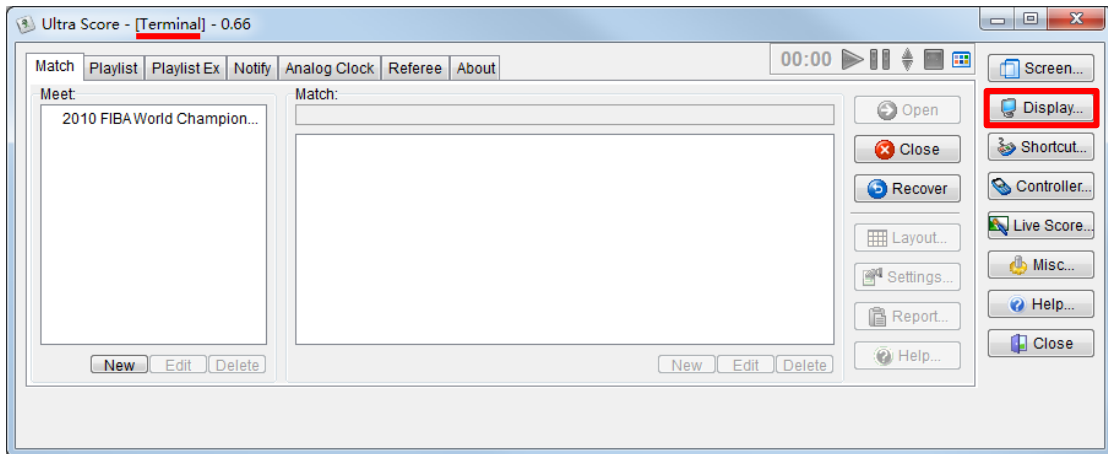 Ultra Score - [Terminal] - 0.66
Match Playlist Playlist Ex Notify Analog Clock Referee About
00:00
Meet:
2010 FIBA World Champion...
New Edit Delete
Match:
New Edit Delete
Open
Close
Recover
Layout...
Settings...
Report...
Help...
Screen...
Display...
Shortcut...
Controller...
Live Score...
Misc...
Help...
Close